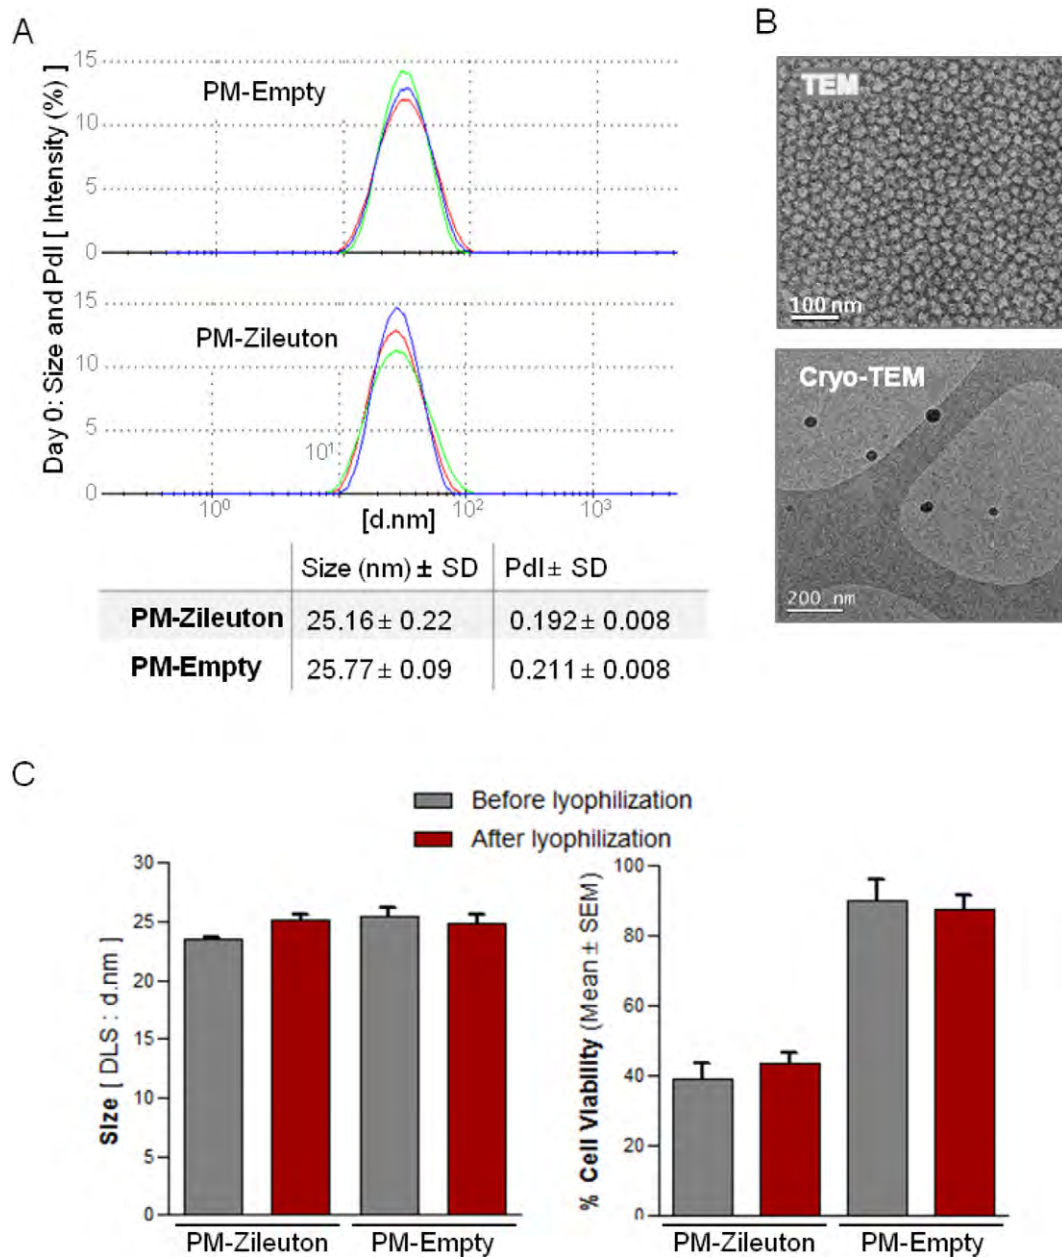 A
Day 0: Size and PdI [ Intensity (%) ]
15
10
5
0
PM-Empty
15
10
5
0
PM-Zileuton
10¹
10⁰
[d.nm]
10²
10³
Size (nm) ± SD
PdI ± SD
PM-Zileuton
25.16 ± 0.22
0.192 ± 0.008
PM-Empty
25.77 ± 0.09
0.211 ± 0.008
B
TEM
100 nm
Cryo-TEM
200 nm
C
Before lyophilization
After lyophilization
Size [ DLS : d.nm ]
30
25
20
15
10
5
0
PM-Zileuton
PM-Empty
% Cell Viability (Mean ± SEM)
100
80
60
40
20
0
PM-Zileuton
PM-Empty